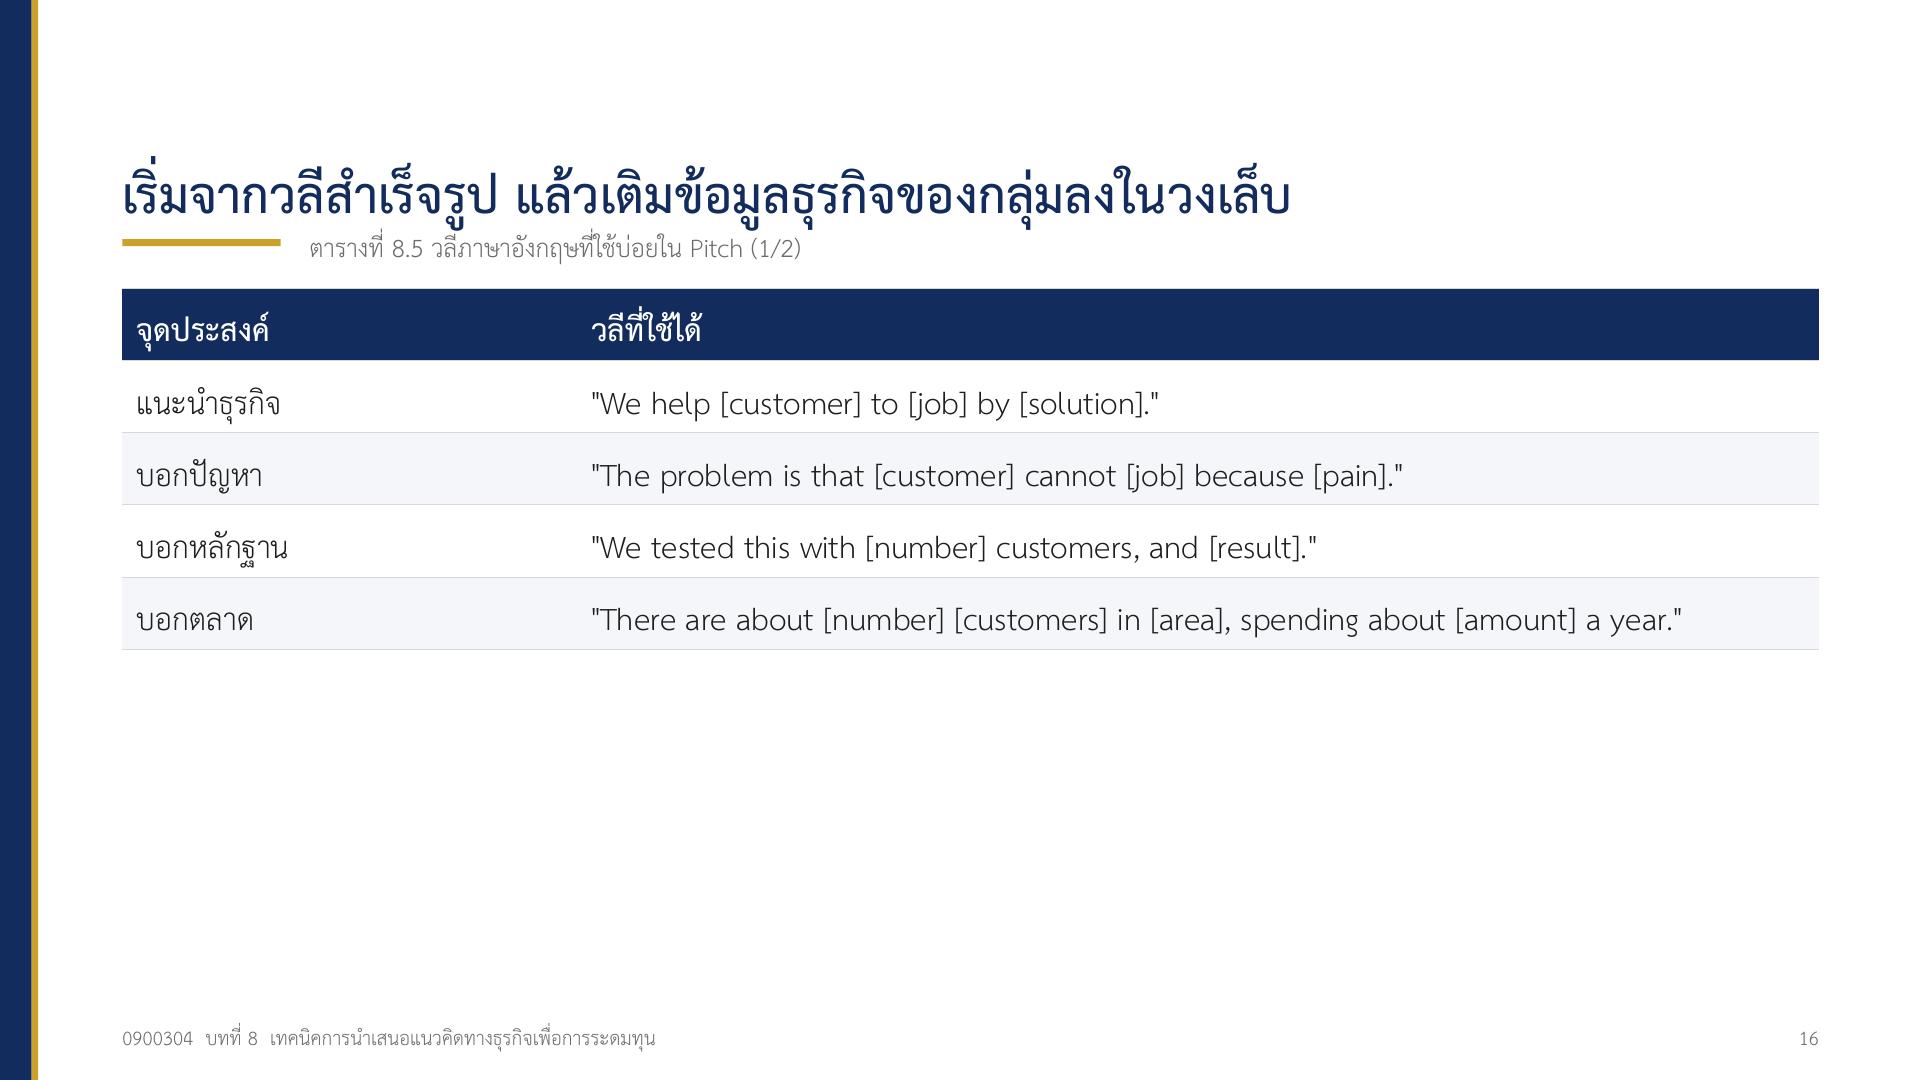 เริ่มจากวลีสำเร็จรูป แล้วเติมข้อมูลธุรกิจของกลุ่มลงในวงเล็บ
ตารางที่ 8.5 วลีภาษาอังกฤษที่ใช้บ่อยใน Pitch (1/2)
จุดประสงค์ วลีที่ใช้ได้
แนะนำธุรกิจ "We help [customer] to [job] by [solution]."
บอกปัญหา "The problem is that [customer] cannot [job] because [pain]."
บอกหลักฐาน "We tested this with [number] customers, and [result]."
บอกตลาด "There are about [number] [customers] in [area], spending about [amount] a year."
0900304 บทที่ 8 เทคนิคการนำเสนอแนวคิดทางธุรกิจเพื่อการระดมทุน 16